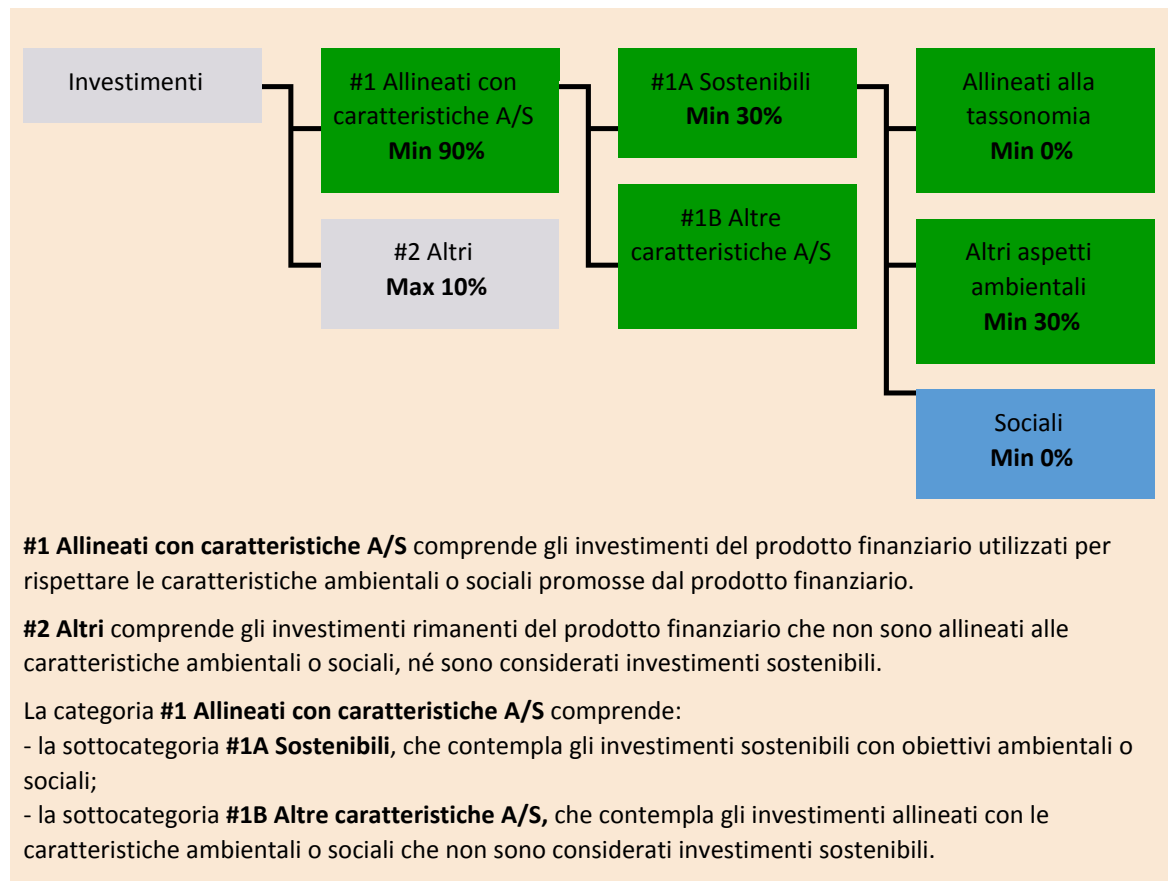 Investimenti
#1 Allineati con
caratteristiche A/S
Min 90%
#2 Altri
Max 10%
#1A Sostenibili
Min 30%
#1B Altre
caratteristiche A/S
Allineati alla
tassonomia
Min 0%
Altri aspetti
ambientali
Min 30%
Sociali
Min 0%
#1 Allineati con caratteristiche A/S comprende gli investimenti del prodotto finanziario utilizzati per
rispettare le caratteristiche ambientali o sociali promosse dal prodotto finanziario.
#2 Altri comprende gli investimenti rimanenti del prodotto finanziario che non sono allineati alle
caratteristiche ambientali o sociali, né sono considerati investimenti sostenibili.
La categoria #1 Allineati con caratteristiche A/S comprende:
- la sottocategoria #1A Sostenibili, che contempla gli investimenti sostenibili con obiettivi ambientali o
sociali;
- la sottocategoria #1B Altre caratteristiche A/S, che contempla gli investimenti allineati con le
caratteristiche ambientali o sociali che non sono considerati investimenti sostenibili.